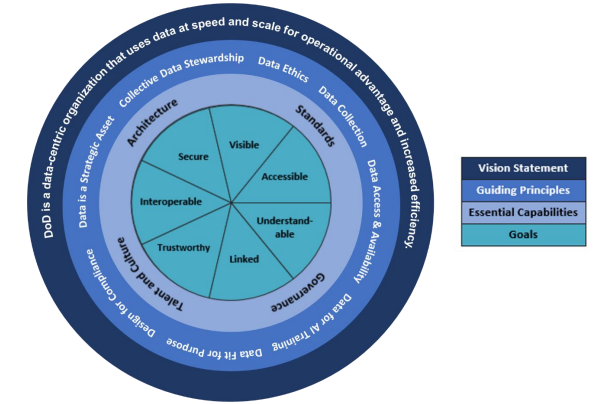 DoD is a data-centric organization that uses data at speed and scale for operational advantage and increased efficiency.
Data is a Strategic Asset
Collective Data Stewardship
Data Ethics
Data Collection
Data Access & Availability
Data for AI Training
Data Fit for Purpose
Design for Compliance
Architecture
Standards
Governance
Talent and Culture
Visible
Accessible
Understand-
able
Linked
Trustworthy
Interoperable
Secure
Vision Statement
Guiding Principles
Essential Capabilities
Goals